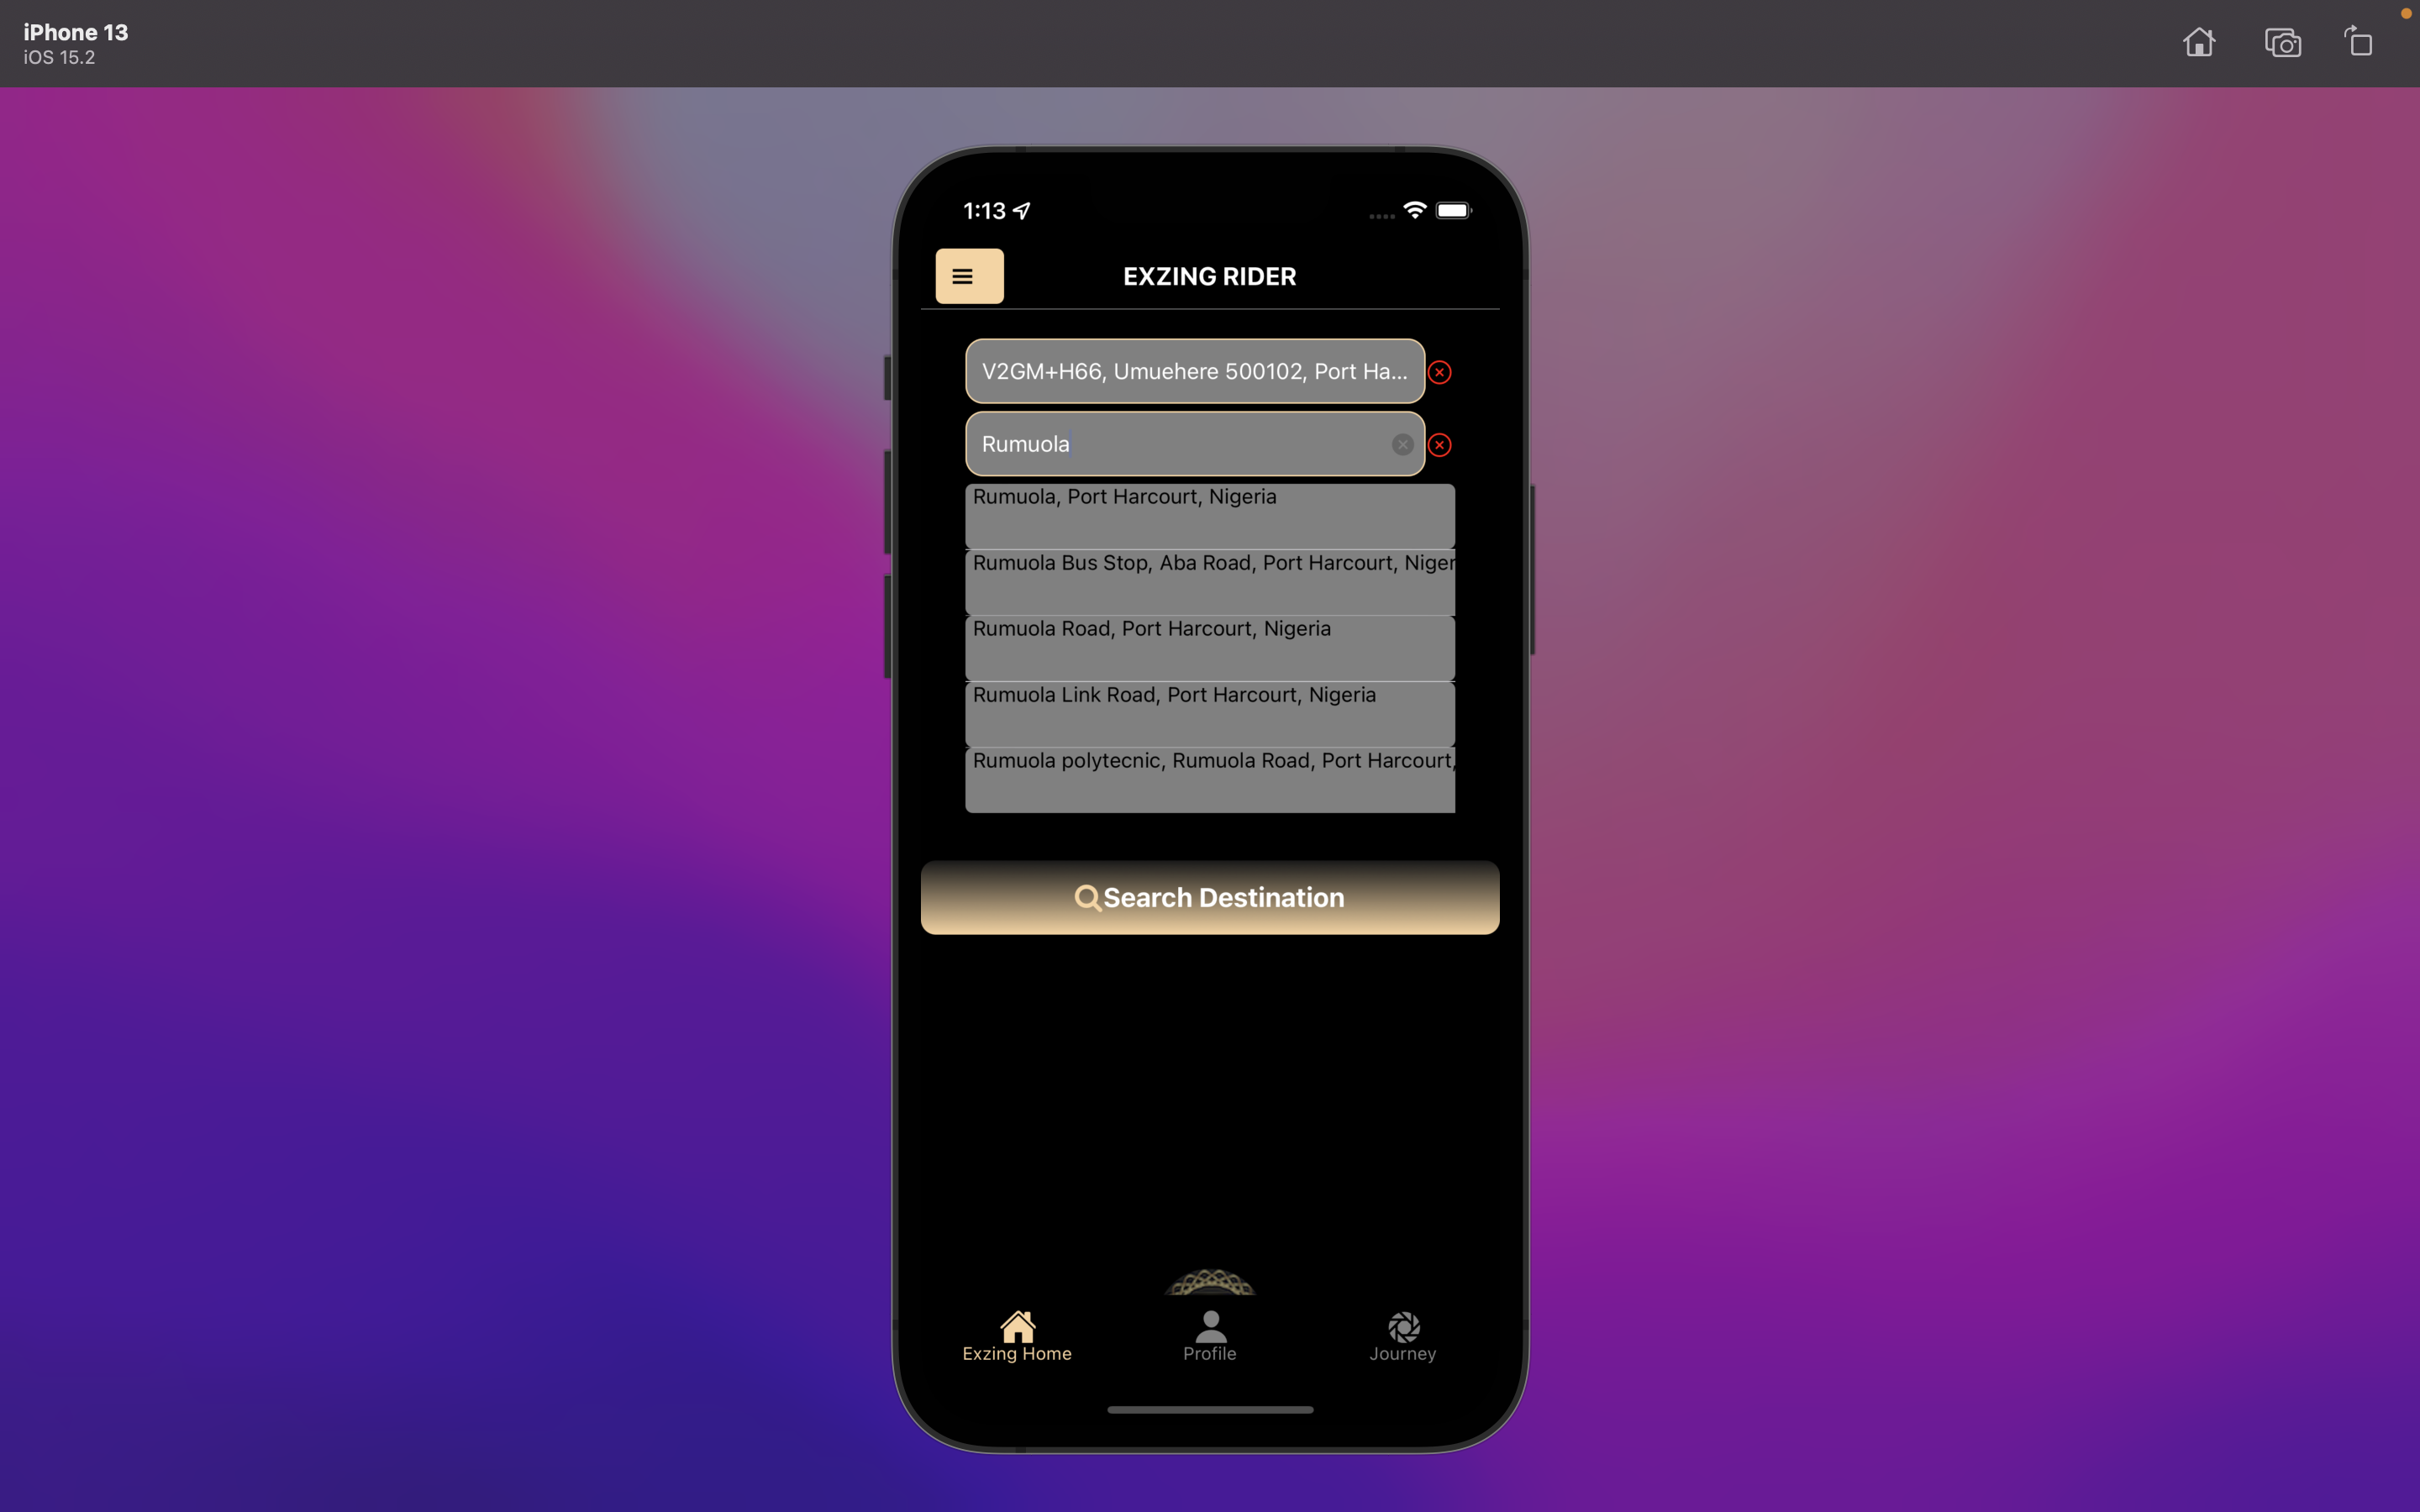 iPhone 13
iOS 15.2
1:13
EXZING RIDER
V2GM+H66, Umuehere 500102, Port Ha...
Rumuola
Rumuola, Port Harcourt, Nigeria
Rumuola Bus Stop, Aba Road, Port Harcourt, Niger
Rumuola Road, Port Harcourt, Nigeria
Rumuola Link Road, Port Harcourt, Nigeria
Rumuola polytecnic, Rumuola Road, Port Harcourt,
Search Destination
Exzing Home
Profile
Journey